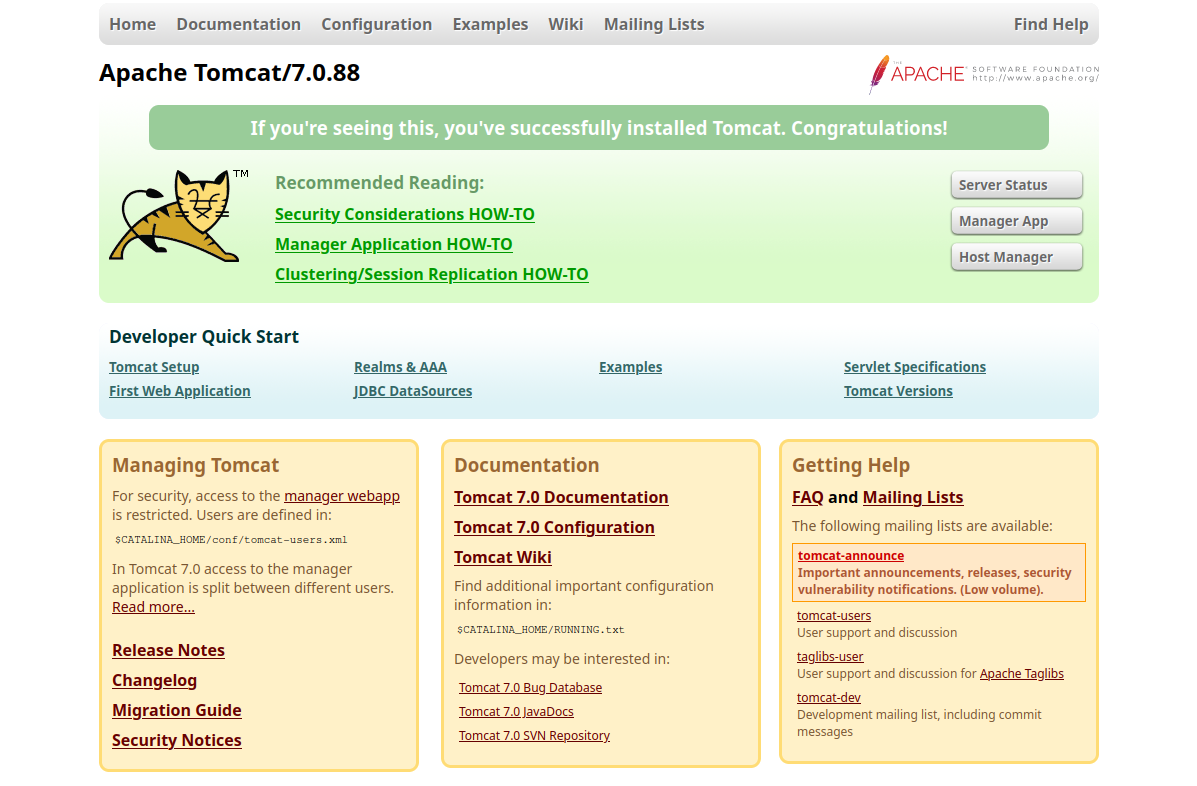 Home Documentation Configuration Examples Wiki Mailing Lists Find Help
Apache Tomcat/7.0.88
THE APACHE® SOFTWARE FOUNDATION
http://www.apache.org/
If you're seeing this, you've successfully installed Tomcat. Congratulations!
TM
Recommended Reading:
Security Considerations HOW-TO
Manager Application HOW-TO
Clustering/Session Replication HOW-TO
Server Status
Manager App
Host Manager
Developer Quick Start
Tomcat Setup
First Web Application
Realms & AAA
JDBC DataSources
Examples
Servlet Specifications
Tomcat Versions
Managing Tomcat
For security, access to the manager webapp
is restricted. Users are defined in:
$CATALINA_HOME/conf/tomcat-users.xml
In Tomcat 7.0 access to the manager
application is split between different users.
Read more...
Release Notes
Changelog
Migration Guide
Security Notices
Documentation
Tomcat 7.0 Documentation
Tomcat 7.0 Configuration
Tomcat Wiki
Find additional important configuration
information in:
$CATALINA_HOME/RUNNING.txt
Developers may be interested in:
Tomcat 7.0 Bug Database
Tomcat 7.0 JavaDocs
Tomcat 7.0 SVN Repository
Getting Help
FAQ and Mailing Lists
The following mailing lists are available:
tomcat-announce
Important announcements, releases, security
vulnerability notifications. (Low volume).
tomcat-users
User support and discussion
taglibs-user
User support and discussion for Apache Taglibs
tomcat-dev
Development mailing list, including commit
messages